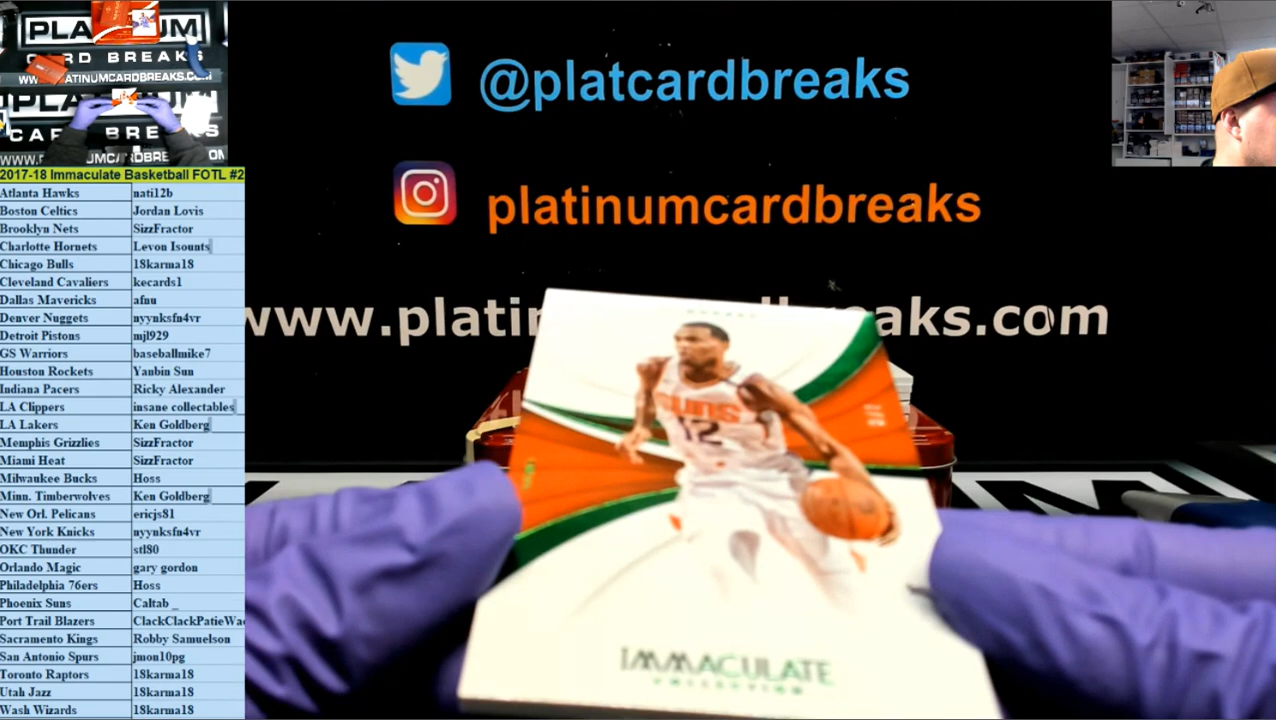 PLATINUM
CARD BREAKS
WWW.PLATINUMCARDBREAKS.COM
@platcardbreaks
platinumcardbreaks
SUNS
12
IMMACULATE
COLLECTION
2017-18 Immaculate Basketball FOTL #2
Atlanta Hawks nati12b
Boston Celtics Jordan Lovis
Brooklyn Nets SizzFractor
Charlotte Hornets Levon Isounts
Chicago Bulls 18karma18
Cleveland Cavaliers kecards1
Dallas Mavericks afnu
Denver Nuggets nyynksfn4vr
Detroit Pistons mjl929
GS Warriors baseballmike7
Houston Rockets Yanbin Sun
Indiana Pacers Ricky Alexander
LA Clippers insane collectables
LA Lakers Ken Goldberg
Memphis Grizzlies SizzFractor
Miami Heat SizzFractor
Milwaukee Bucks Hoss
Minn. Timberwolves Ken Goldberg
New Orl. Pelicans ericjs81
New York Knicks nyynksfn4vr
OKC Thunder stl80
Orlando Magic gary gordon
Philadelphia 76ers Hoss
Phoenix Suns Caltab _
Port Trail Blazers ClackClackPatieWac
Sacramento Kings Robby Samuelson
San Antonio Spurs jmon10pg
Toronto Raptors 18karma18
Utah Jazz 18karma18
Wash Wizards 18karma18